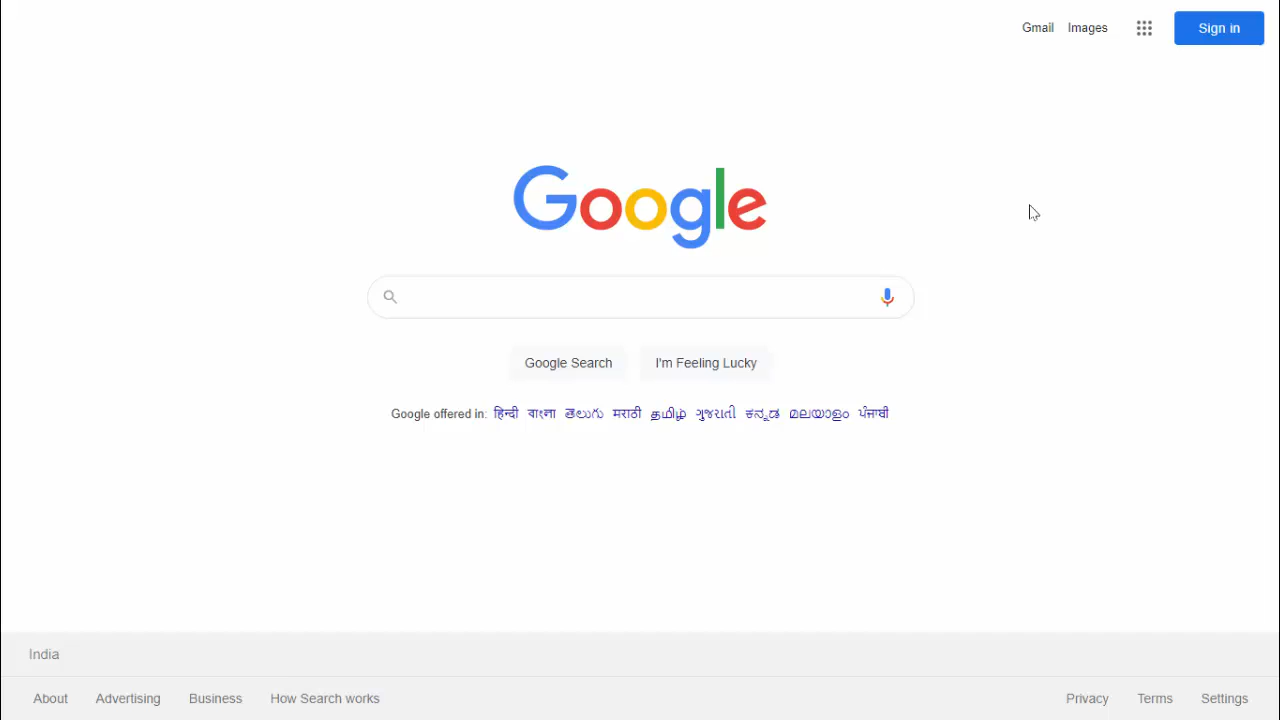 Gmail Images Sign in
Google
Google Search I'm Feeling Lucky
Google offered in: हिन्दी বাংলা తెలుగు मराठी தமிழ் ગુજરાતી ಕನ್ನಡ മലയാളം ਪੰਜਾਬੀ
India
About Advertising Business How Search works Privacy Terms Settings